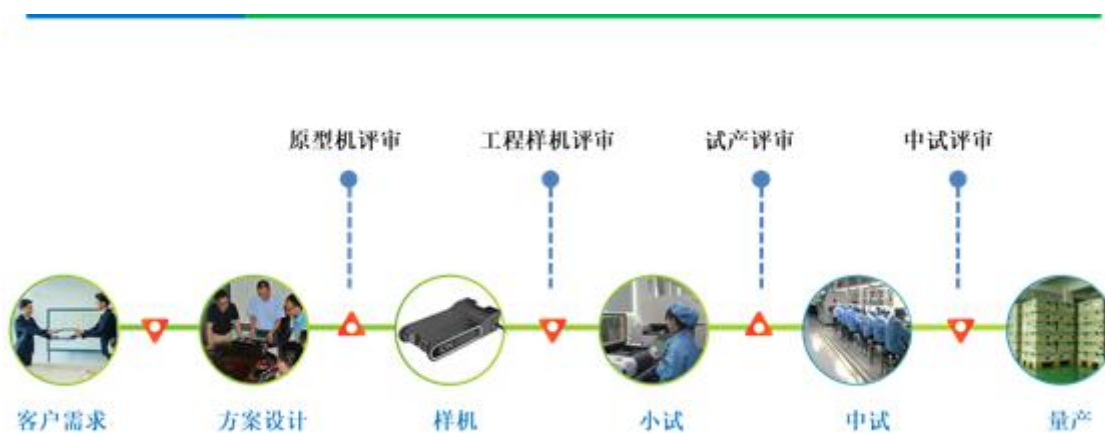 原型机评审
工程样机评审
试产评审
中试评审
客户需求
方案设计
样机
小试
中试
量产